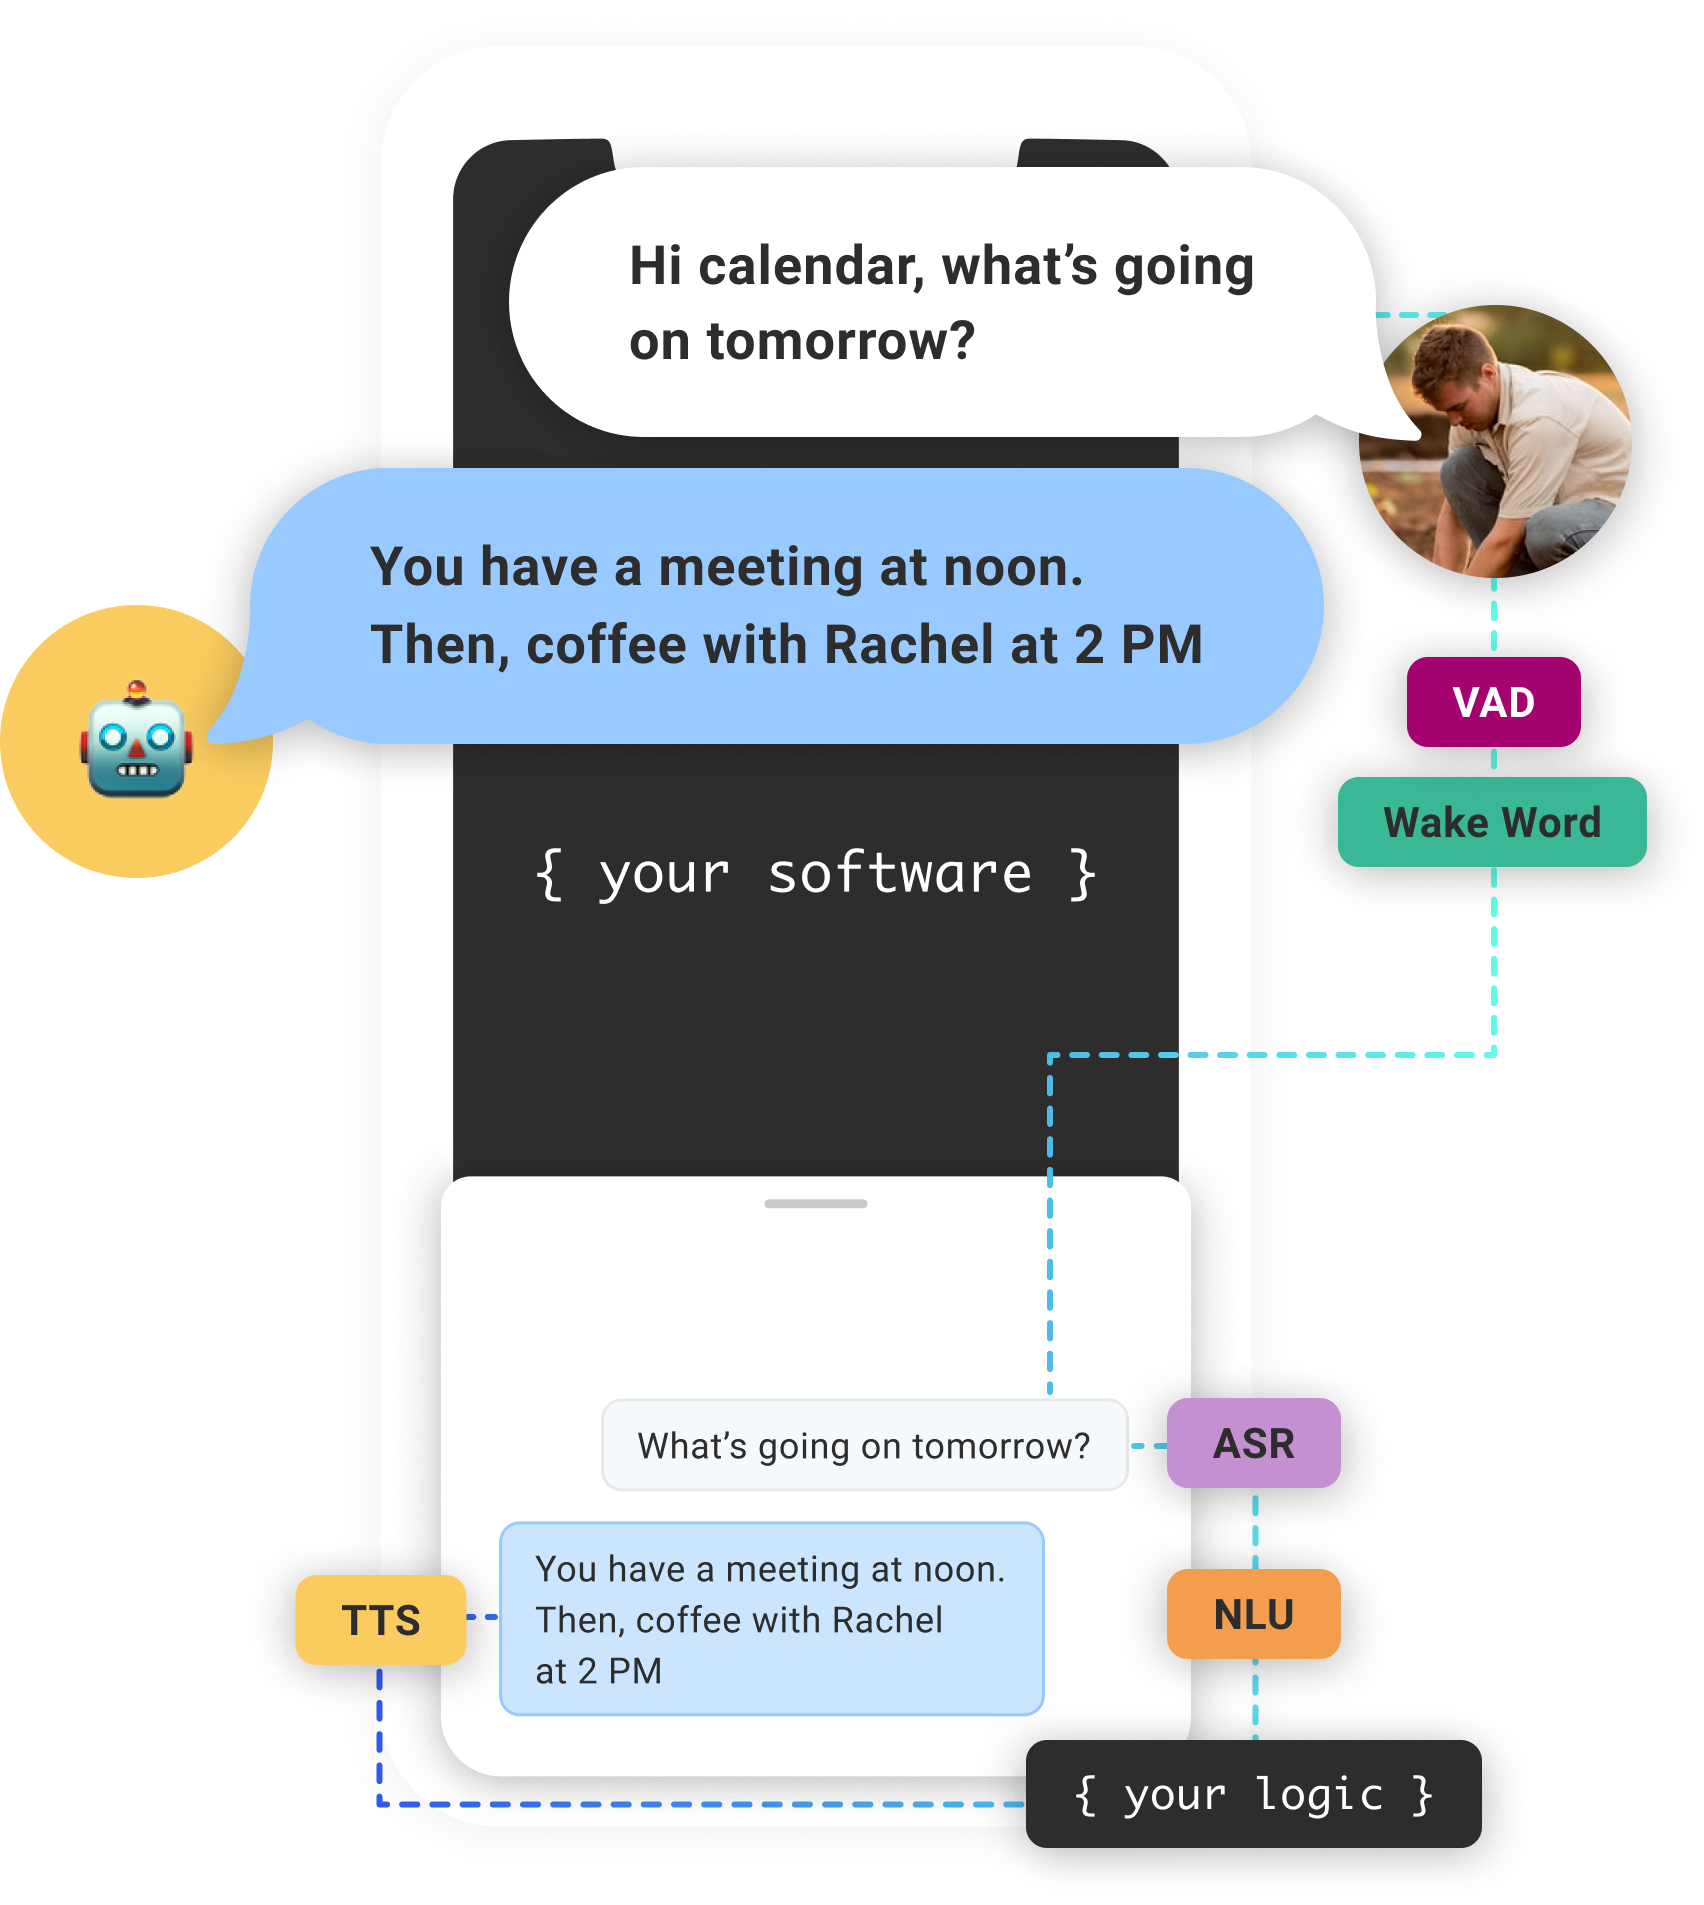 Hi calendar, what’s going
on tomorrow?
You have a meeting at noon.
Then, coffee with Rachel at 2 PM
VAD
Wake Word
{ your software }
What’s going on tomorrow?
ASR
You have a meeting at noon.
Then, coffee with Rachel
at 2 PM
TTS
NLU
{ your logic }